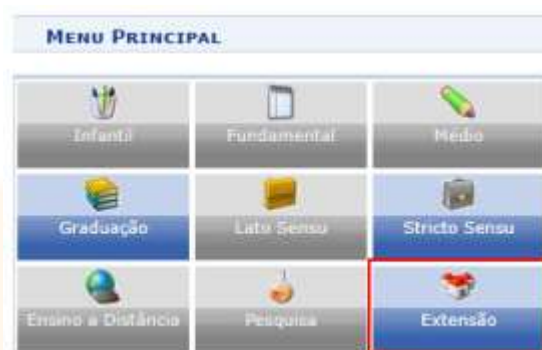 MENU PRINCIPAL
Infantil Fundamental Médio
Graduação Lato Sensu Stricto Sensu
Ensino a Distância Pesquisa Extensão